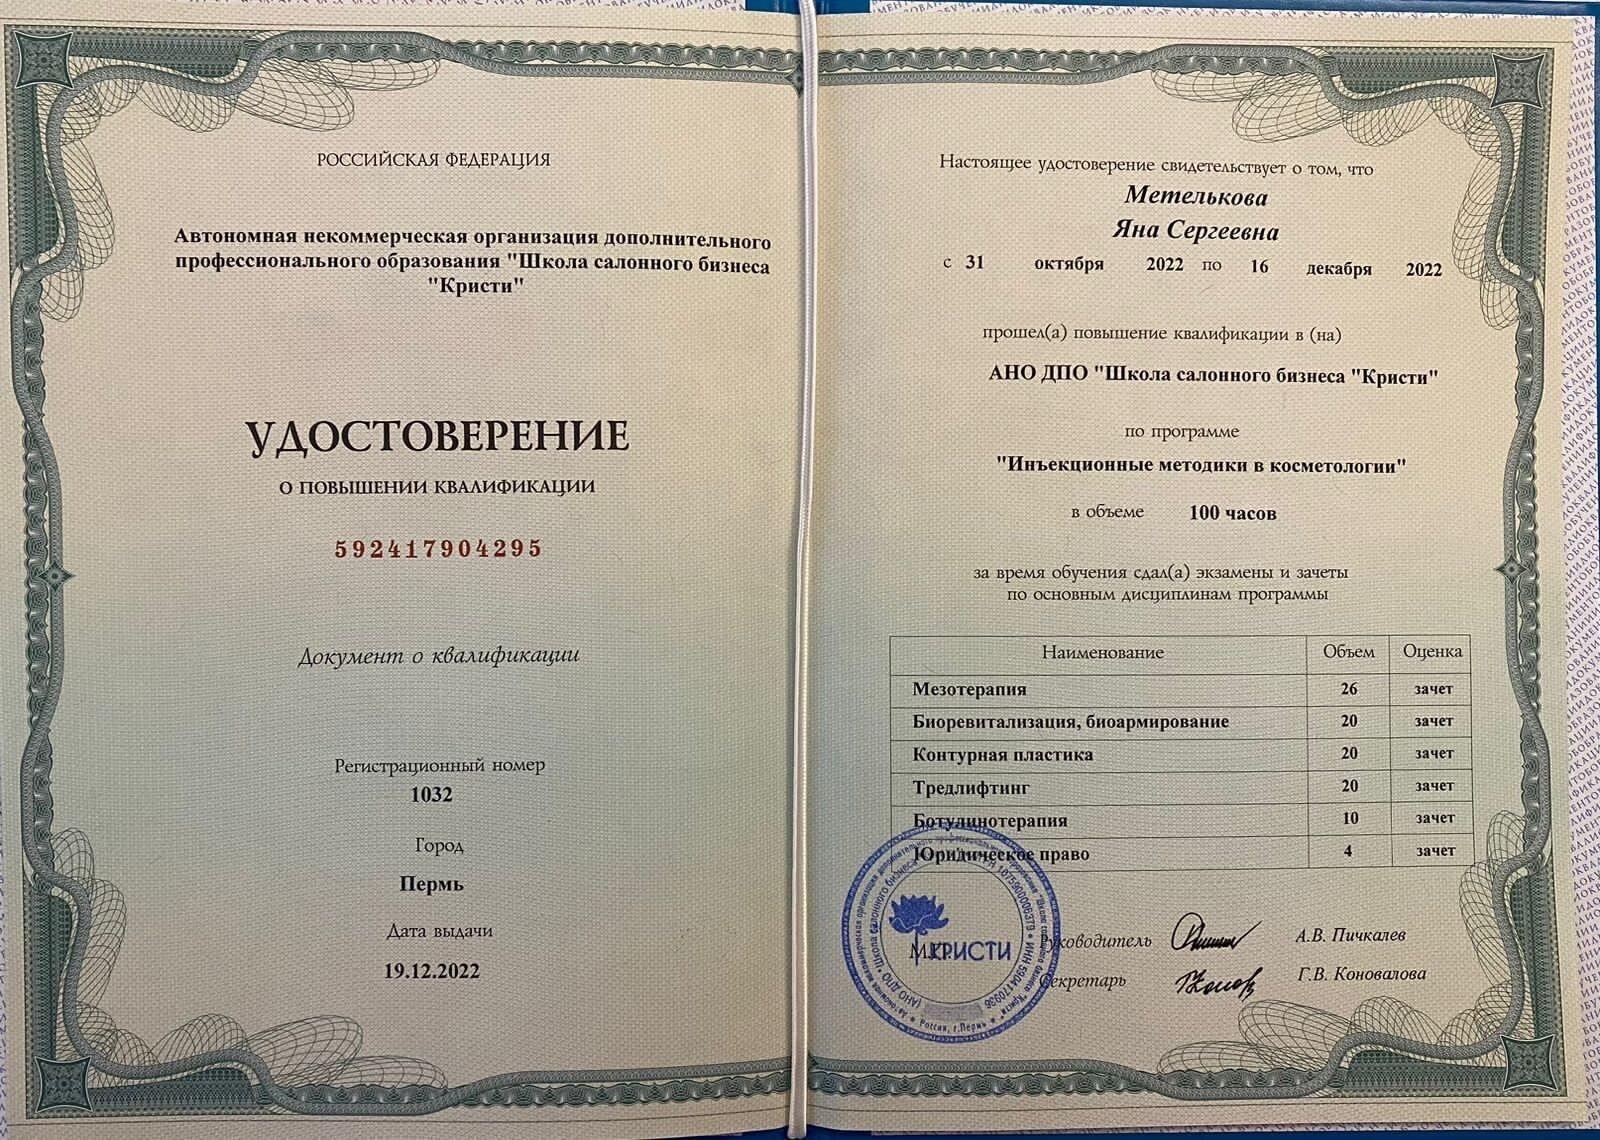 РОССИЙСКАЯ ФЕДЕРАЦИЯ
Автономная некоммерческая организация дополнительного
профессионального образования "Школа салонного бизнеса
"Кристи"
УДОСТОВЕРЕНИЕ
О ПОВЫШЕНИИ КВАЛИФИКАЦИИ
592417904295
Документ о квалификации
Регистрационный номер
1032
Город
Пермь
Дата выдачи
19.12.2022
Настоящее удостоверение свидетельствует о том, что
Метелькова
Яна Сергеевна
с 31 октября 2022 по 16 декабря 2022
прошел(а) повышение квалификации в (на)
АНО ДПО "Школа салонного бизнеса "Кристи"
по программе
"Инъекционные методики в косметологии"
в объеме 100 часов
за время обучения сдал(а) экзамены и зачеты
по основным дисциплинам программы
Наименование Объем Оценка
Мезотерапия 26 зачет
Биоревитализация, биоармирование 20 зачет
Контурная пластика 20 зачет
Тредлифтинг 20 зачет
Ботулинотерапия 10 зачет
Юридическое право 4 зачет
М.П.
КРИСТИ
Россия, г.Пермь
Руководитель А.В. Пичкалев
Секретарь Г.В. Коновалова